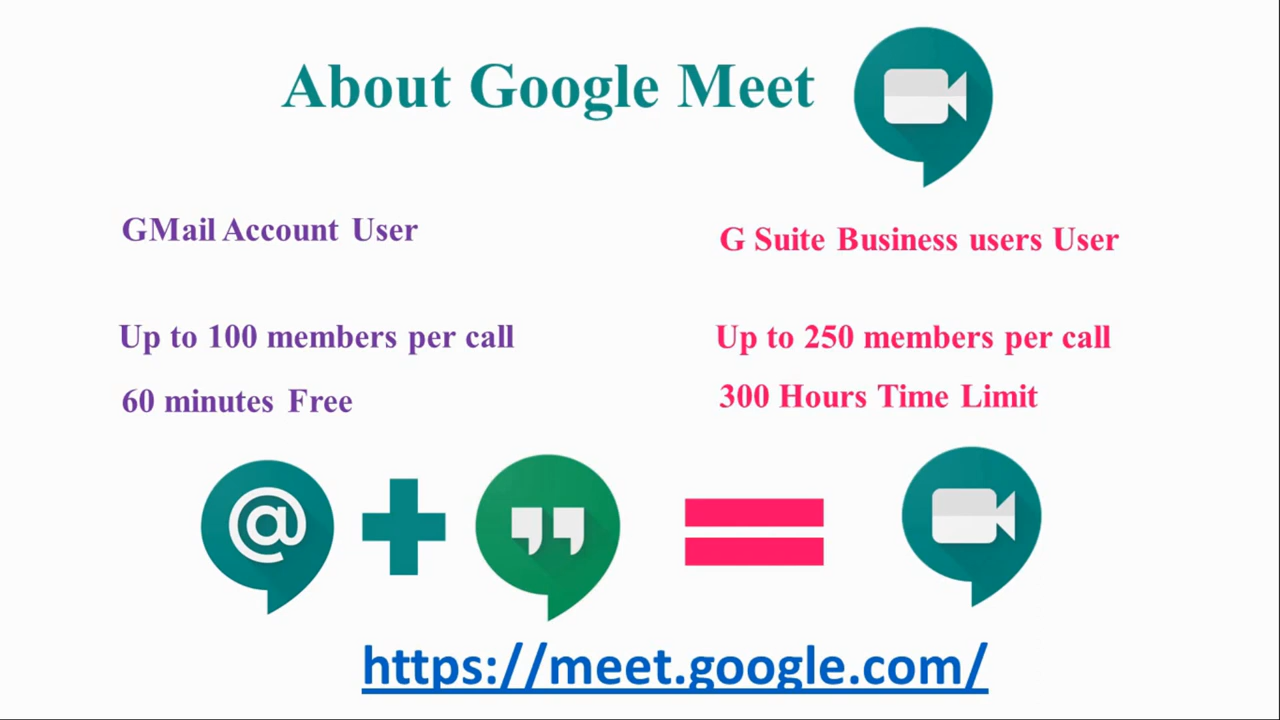 About Google Meet
GMail Account User
Up to 100 members per call
60 minutes Free
G Suite Business users User
Up to 250 members per call
300 Hours Time Limit
@
https://meet.google.com/